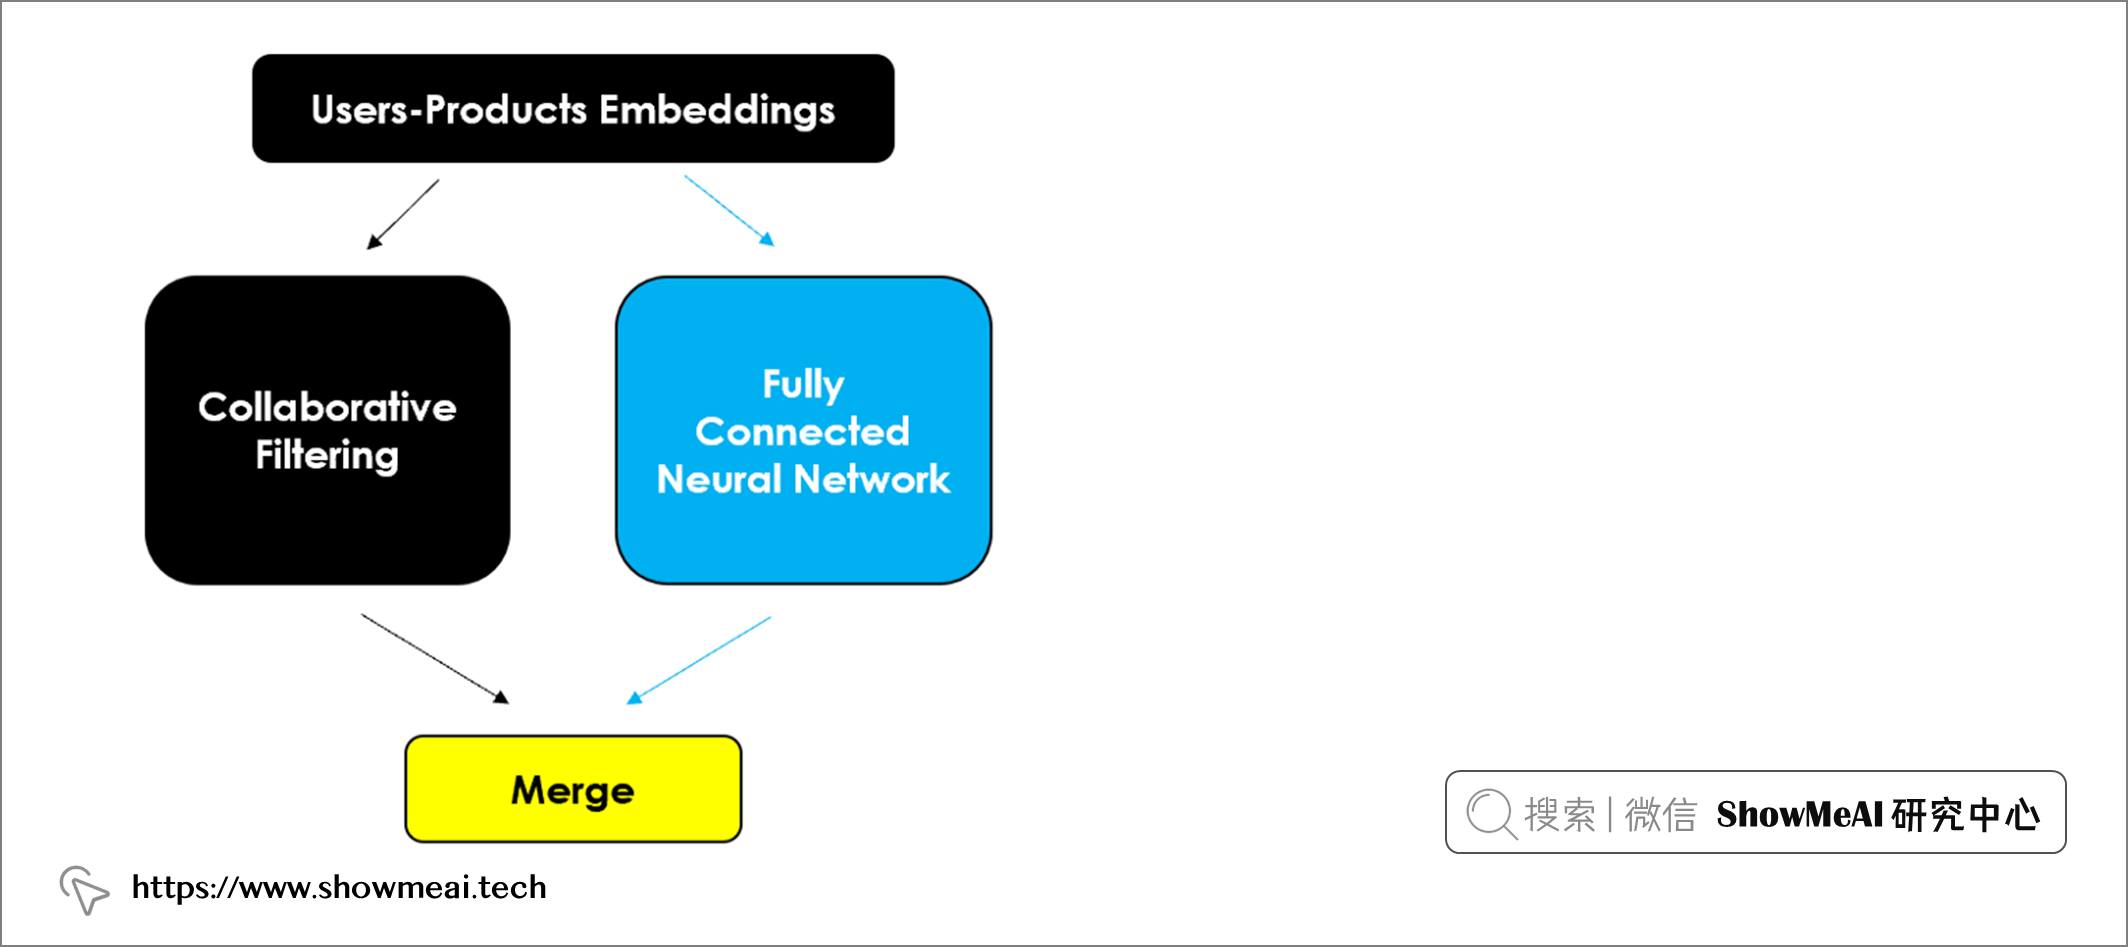 Users-Products Embeddings
Collaborative
Filtering
Fully
Connected
Neural Network
Merge
搜索 | 微信 ShowMeAI 研究中心
https://www.showmeai.tech